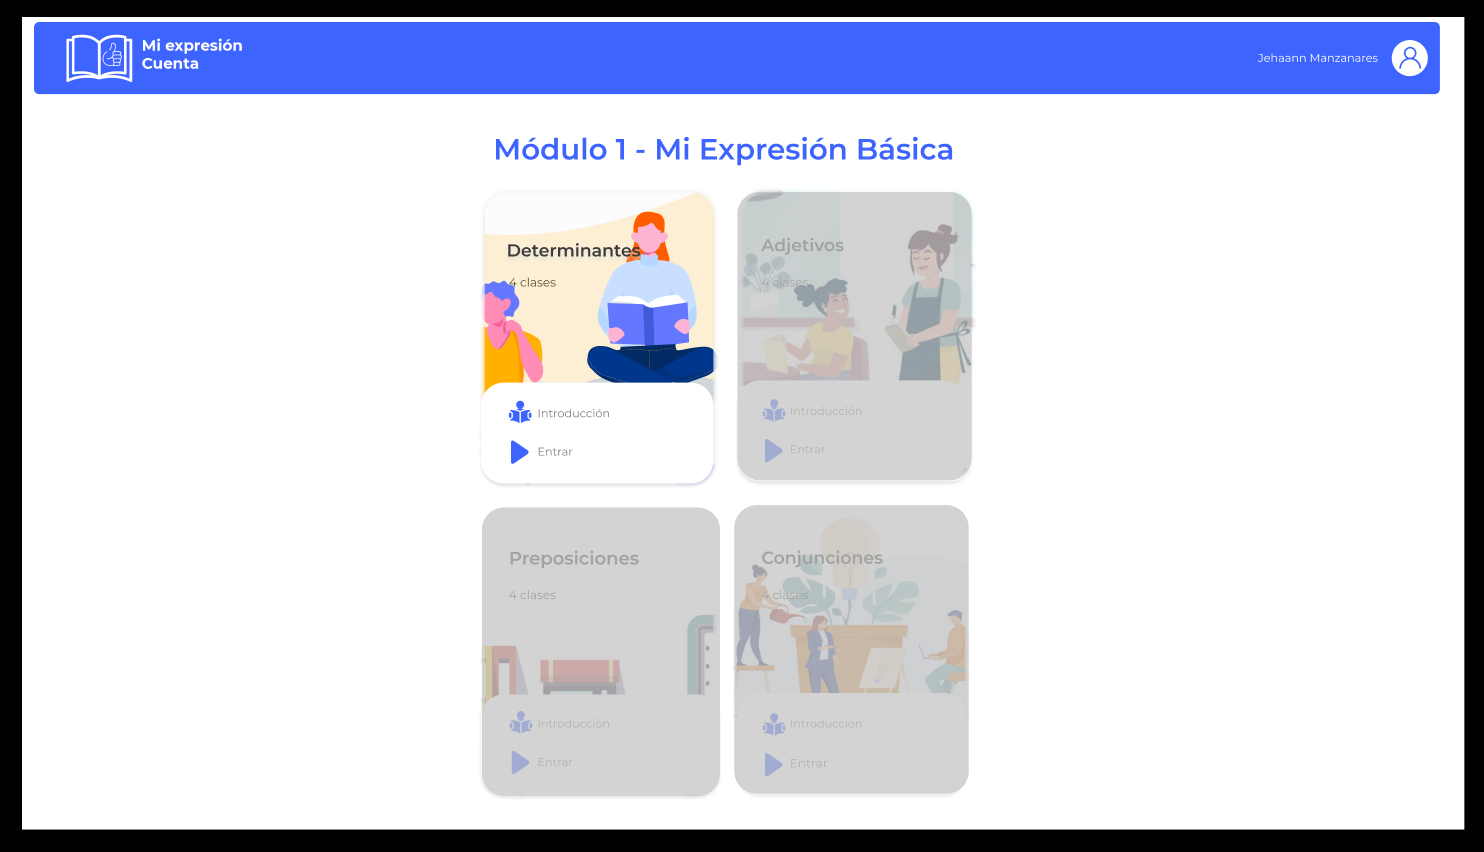 Mi expresión
Cuenta
Jehaann Manzanares
Módulo 1 - Mi Expresión Básica
Determinantes
4 clases
Introducción
Entrar
Adjetivos
4 clases
Introducción
Entrar
Preposiciones
4 clases
Introducción
Entrar
Conjunciones
4 clases
Introducción
Entrar